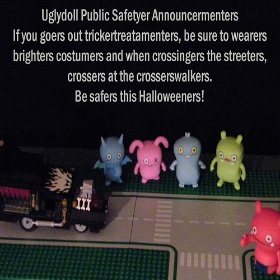 Uglydoll Public Safetyer Announcermenters
If you goers out trickertreatamenters, be sure to wearers
brighters costumers and when crossingers the streeters,
crossers at the crosserswalkers.
Be safers this Halloweeners!